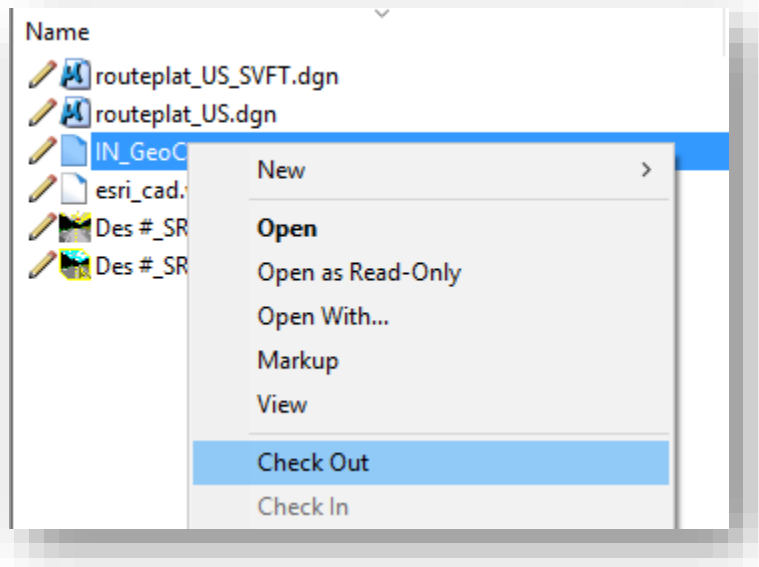 Name
routeplat_US_SVFT.dgn
routeplat_US.dgn
IN_GeoC
esri_cad.
Des #_SR
Des #_SR
New
Open
Open as Read-Only
Open With...
Markup
View
Check Out
Check In